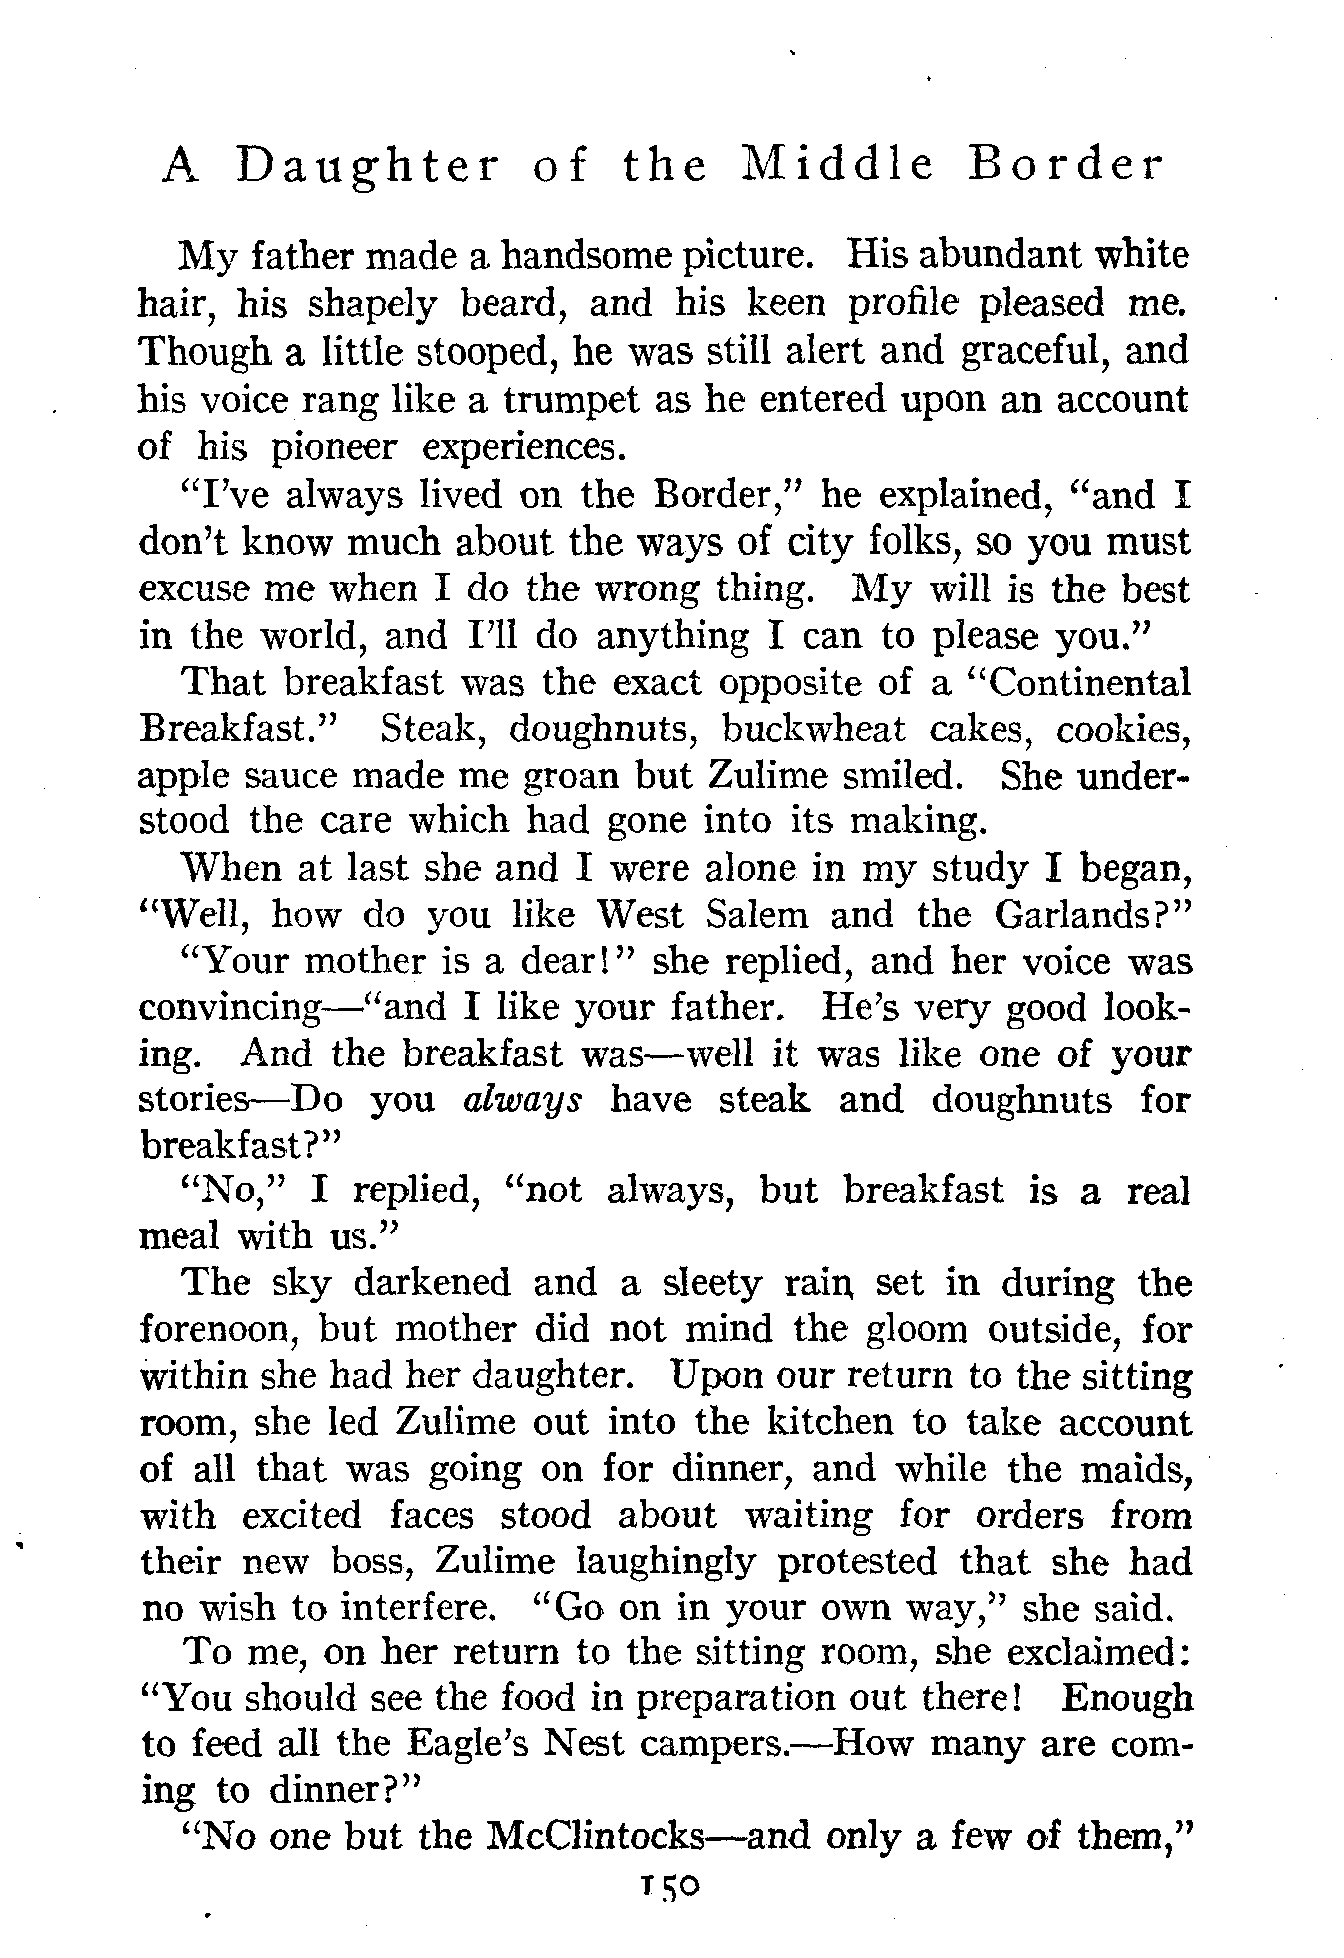 A Daughter of the Middle Border
My father made a handsome picture. His abundant white
hair, his shapely beard, and his keen profile pleased me.
Though a little stooped, he was still alert and graceful, and
his voice rang like a trumpet as he entered upon an account
of his pioneer experiences.
“I’ve always lived on the Border,” he explained, “and I
don’t know much about the ways of city folks, so you must
excuse me when I do the wrong thing. My will is the best
in the world, and I’ll do anything I can to please you.”
That breakfast was the exact opposite of a “Continental
Breakfast.” Steak, doughnuts, buckwheat cakes, cookies,
apple sauce made me groan but Zulime smiled. She under-
stood the care which had gone into its making.
When at last she and I were alone in my study I began,
“Well, how do you like West Salem and the Garlands?”
“Your mother is a dear!” she replied, and her voice was
convincing—“and I like your father. He’s very good look-
ing. And the breakfast was—well it was like one of your
stories—Do you always have steak and doughnuts for
breakfast?”
“No,” I replied, “not always, but breakfast is a real
meal with us.”
The sky darkened and a sleety rain set in during the
forenoon, but mother did not mind the gloom outside, for
within she had her daughter. Upon our return to the sitting
room, she led Zulime out into the kitchen to take account
of all that was going on for dinner, and while the maids,
with excited faces stood about waiting for orders from
their new boss, Zulime laughingly protested that she had
no wish to interfere. “Go on in your own way,” she said.
To me, on her return to the sitting room, she exclaimed:
“You should see the food in preparation out there! Enough
to feed all the Eagle’s Nest campers.—How many are com-
ing to dinner?”
“No one but the McClintocks—and only a few of them,”
150